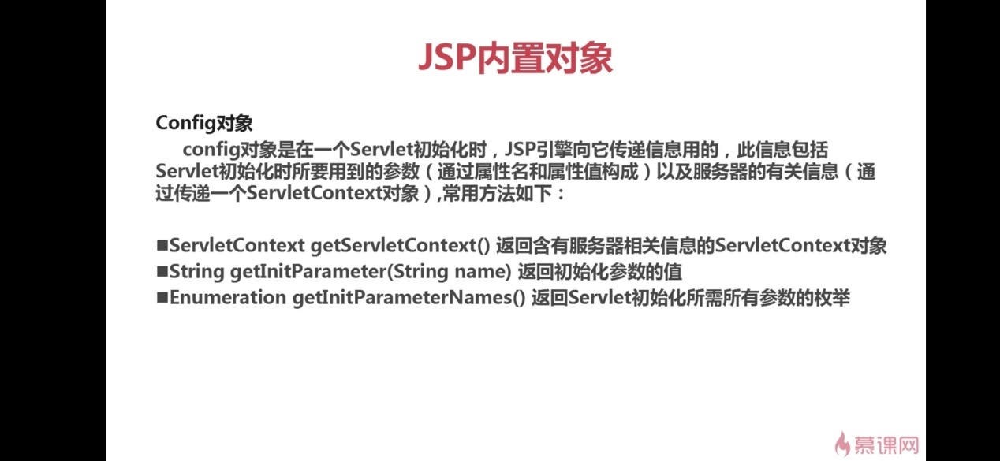 JSP内置对象
Config对象
config对象是在一个Servlet初始化时，JSP引擎向它传递信息用的，此信息包括
Servlet初始化时所要用到的参数（通过属性名和属性值构成）以及服务器的有关信息（通
过传递一个ServletContext对象）,常用方法如下：
■ServletContext getServletContext() 返回含有服务器相关信息的ServletContext对象
■String getInitParameter(String name) 返回初始化参数的值
■Enumeration getInitParameterNames() 返回Servlet初始化所需所有参数的枚举
慕课网